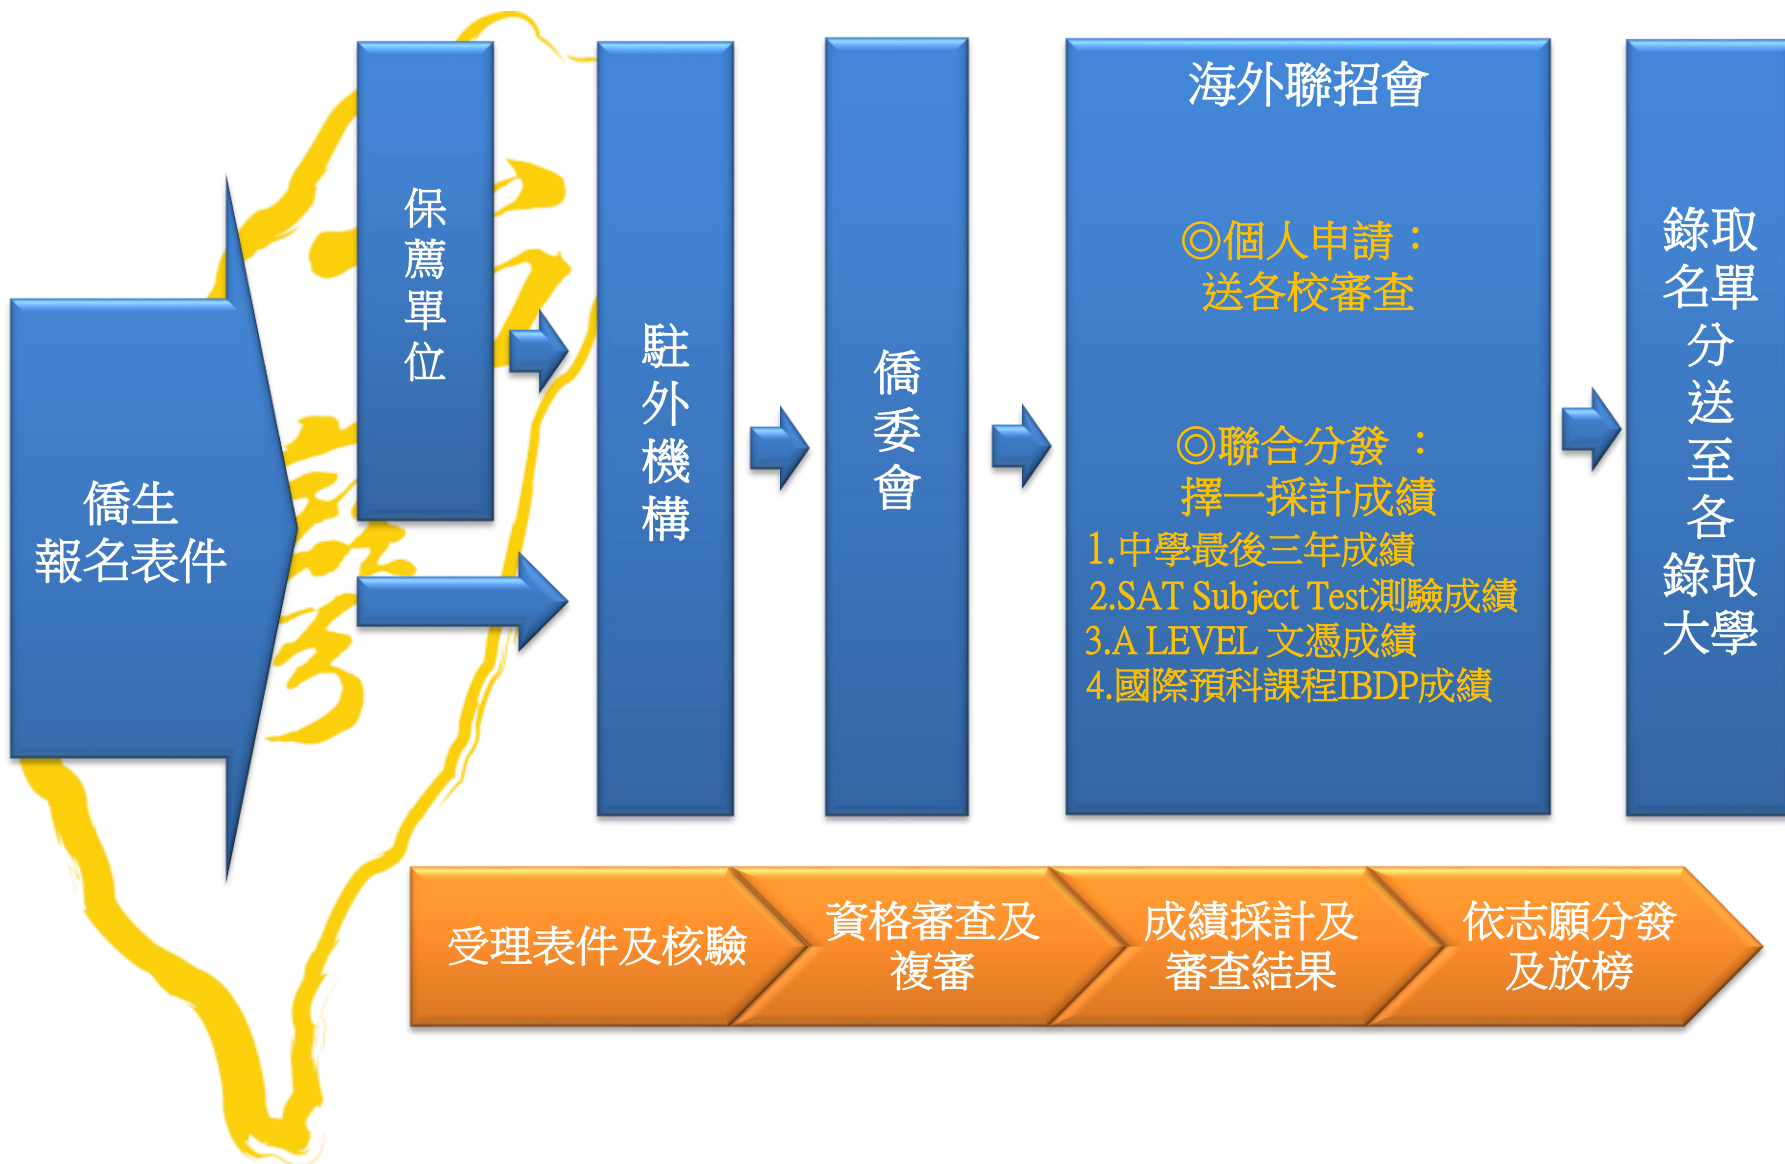 僑生
報名表件
保薦單位
駐外機構
僑委會
海外聯招會
◎個人申請：
送各校審查
◎聯合分發 ：
擇一採計成績
1.中學最後三年成績
2.SAT Subject Test測驗成績
3.A LEVEL 文憑成績
4.國際預科課程IBDP成績
錄取
名單
分
送
至
各
錄取
大學
受理表件及核驗
資格審查及
複審
成績採計及
審查結果
依志願分發
及放榜